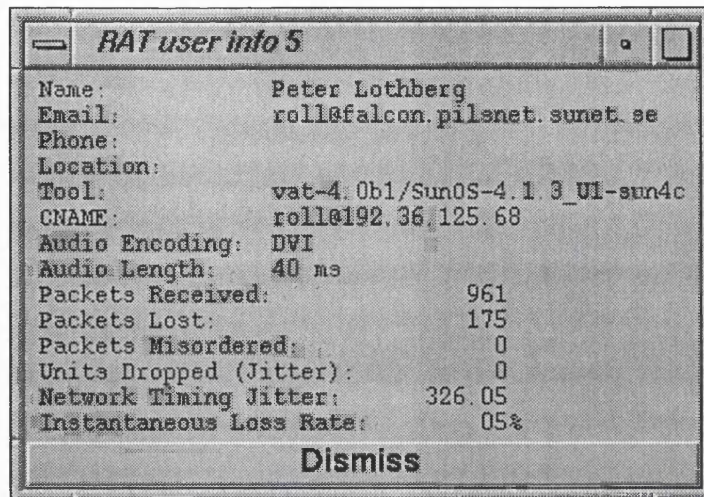 RAT user info 5
Name: Peter Lothberg
Email: roll@falcon.pilsnet.sunet.se
Phone:
Location:
Tool: vat-4.0b1/SunOS-4.1.3_U1-sun4c
CNAME: roll@192.36.125.68
Audio Encoding: DVI
Audio Length: 40 ms
Packets Received: 961
Packets Lost: 175
Packets Misordered: 0
Units Dropped (Jitter): 0
Network Timing Jitter: 326.05
Instantaneous Loss Rate: 05%
Dismiss